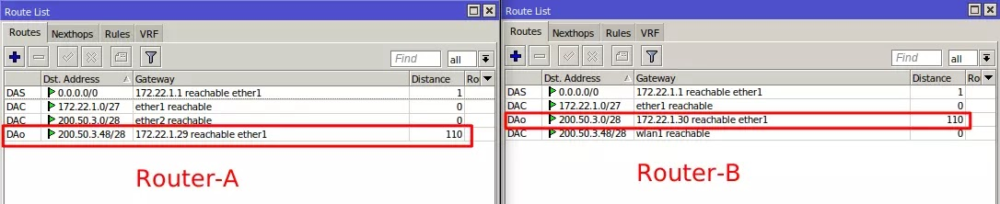 Route List
Routes Nexthops Rules VRF
Find all
Dst. Address Gateway Distance Ro
DAS 0.0.0.0/0 172.22.1.1 reachable ether1 1
DAC 172.22.1.0/27 ether1 reachable 0
DAC 200.50.3.0/28 ether2 reachable 0
DAo 200.50.3.48/28 172.22.1.29 reachable ether1 110
Router-A
Route List
Routes Nexthops Rules VRF
Find all
Dst. Address Gateway Distance Ro
DAS 0.0.0.0/0 172.22.1.1 reachable ether1 1
DAC 172.22.1.0/27 ether1 reachable 0
DAo 200.50.3.0/28 172.22.1.30 reachable ether1 110
DAC 200.50.3.48/28 wlan1 reachable 0
Router-B